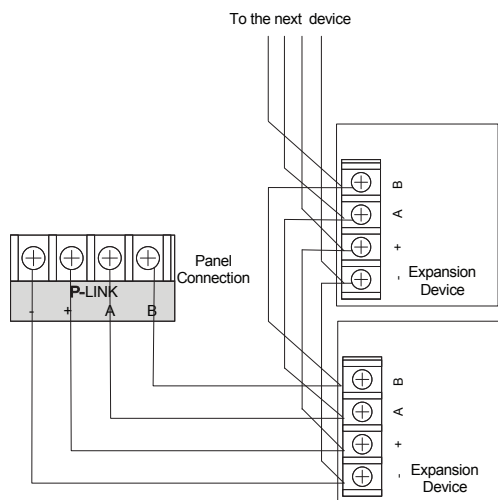 To the next device
B
A
+
-
Expansion
Device
Panel
Connection
P-LINK
- + A B
B
A
+
-
Expansion
Device